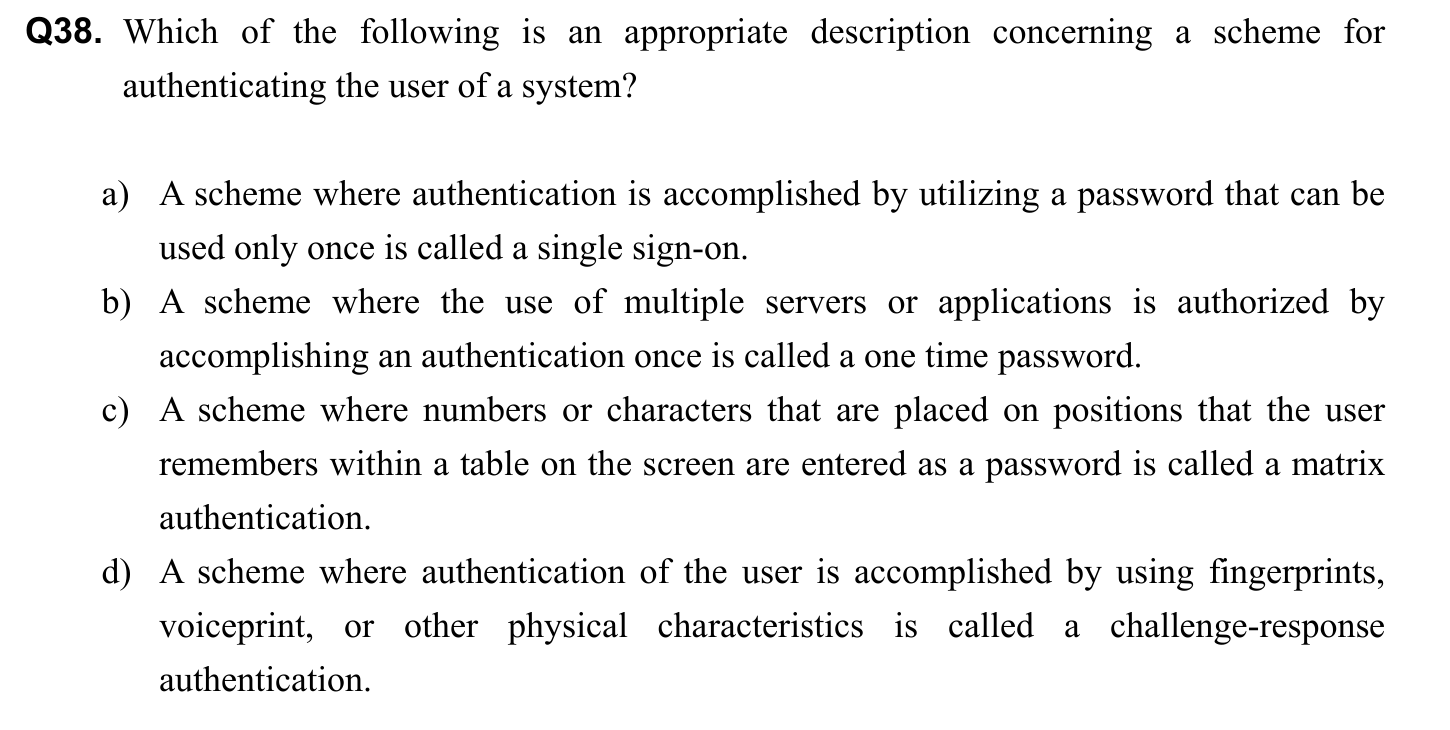 Q38. Which of the following is an appropriate description concerning a scheme for
authenticating the user of a system?
a) A scheme where authentication is accomplished by utilizing a password that can be
used only once is called a single sign-on.
b) A scheme where the use of multiple servers or applications is authorized by
accomplishing an authentication once is called a one time password.
c) A scheme where numbers or characters that are placed on positions that the user
remembers within a table on the screen are entered as a password is called a matrix
authentication.
d) A scheme where authentication of the user is accomplished by using fingerprints,
voiceprint, or other physical characteristics is called a challenge-response
authentication.